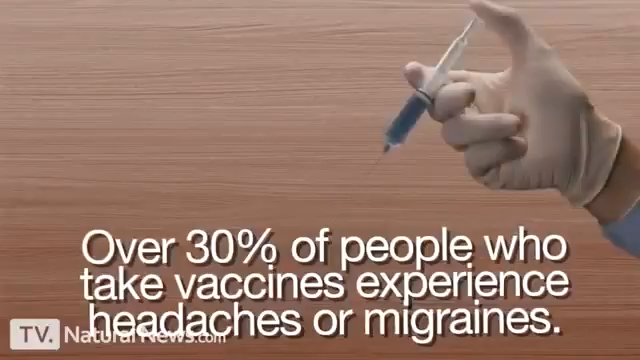 Over 30% of people who
take vaccines experience
headaches or migraines.
TV. NaturalNews.com